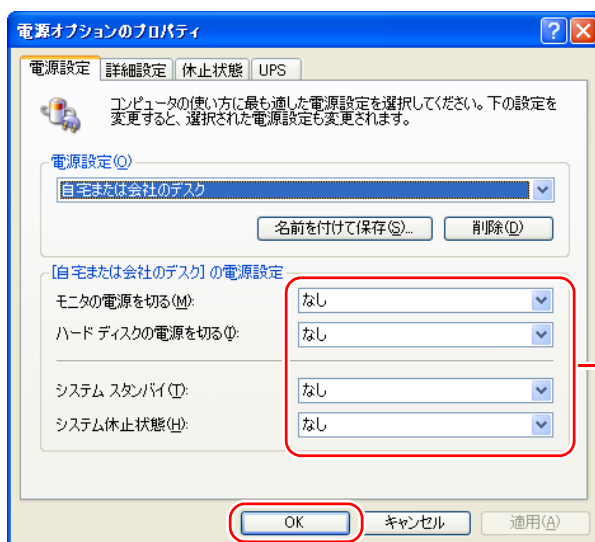 電源オプションのプロパティ
電源設定 詳細設定 休止状態 UPS
コンピュータの使い方に最も適した電源設定を選択してください。下の設定を
変更すると、選択された電源設定も変更されます。
電源設定(O)
自宅または会社のデスク
名前を付けて保存(S)... 削除(D)
[自宅または会社のデスク] の電源設定
モニタの電源を切る(M): なし
ハード ディスクの電源を切る(I): なし
システム スタンバイ(T): なし
システム休止状態(H): なし
OK キャンセル 適用(A)